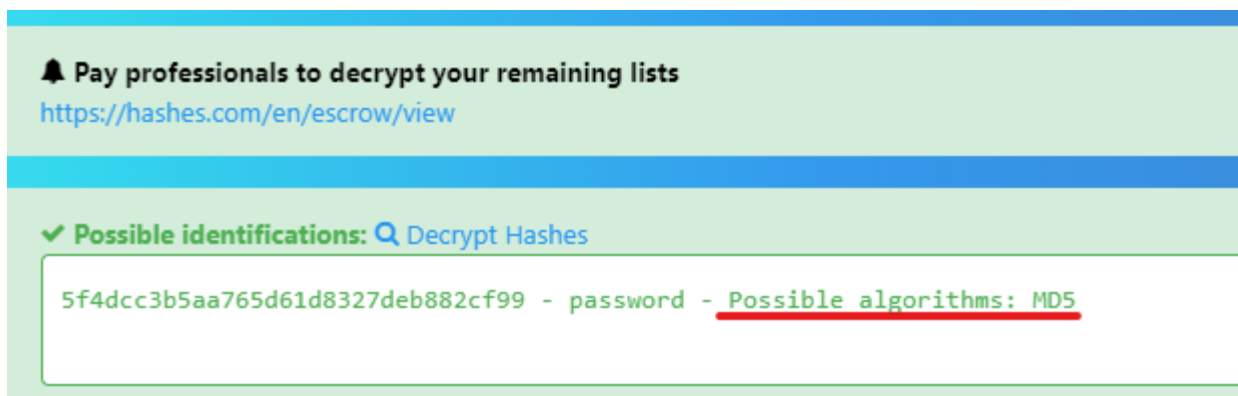 Pay professionals to decrypt your remaining lists
https://hashes.com/en/escrow/view
Possible identifications: Decrypt Hashes
5f4dcc3b5aa765d61d8327deb882cf99 - password - Possible algorithms: MD5